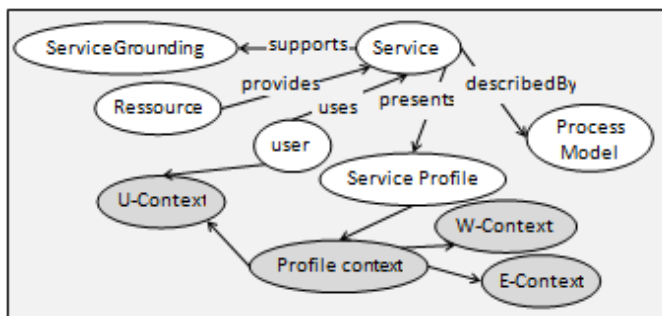 ServiceGrounding
supports
Service
provides
describedBy
Ressource
uses
presents
user
Process
Model
Service Profile
U-Context
W-Context
Profile context
E-Context